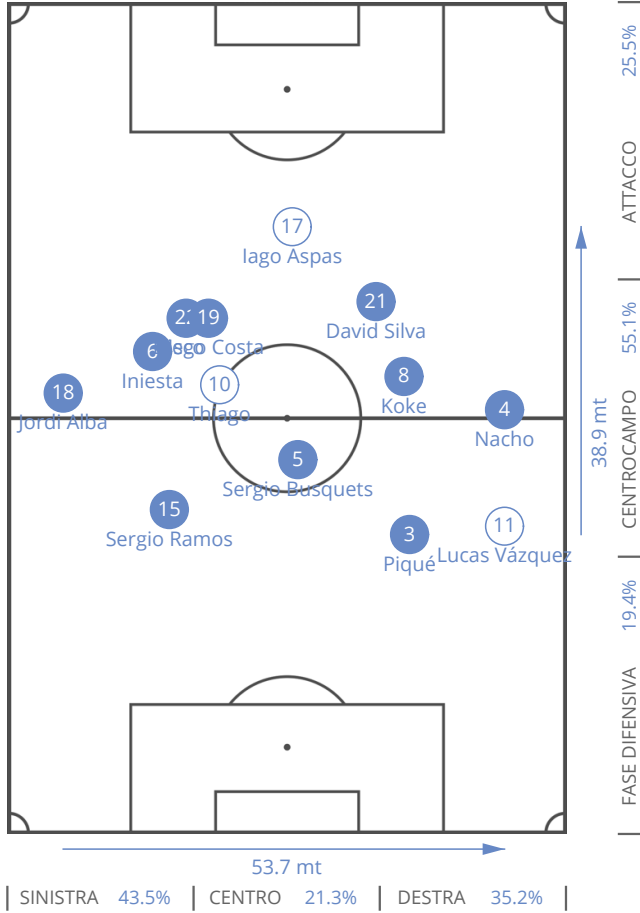 25.5%
ATTACCO
17
Iago Aspas
21
David Silva
19
Costa
6
Iniesta
10
Thiago
8
Koke
18
Jordi Alba
4
Nacho
55.1%
CENTROCAMPO
38.9 mt
5
Sergio Busquets
15
Sergio Ramos
3
Piqué
11
Lucas Vázquez
19.4%
FASE DIFENSIVA
53.7 mt
SINISTRA 43.5% CENTRO 21.3% DESTRA 35.2%